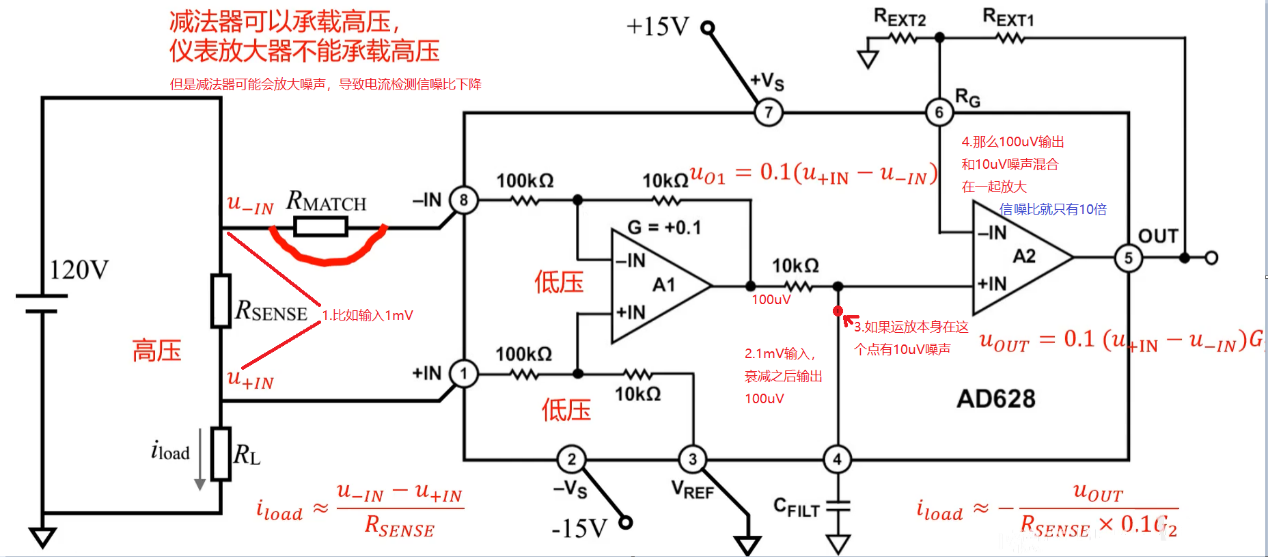 减法器可以承载高压，
仪表放大器不能承载高压
但是减法器可能会放大噪声，导致电流检测信噪比下降
+15V
+VS
7
REXT2
REXT1
RG
6
4.那么100uV输出
和10uV噪声混合
在一起放大
信噪比就只有10倍
u−IN
RMATCH
−IN
8
100kΩ
10kΩ
uO1 = 0.1(u+IN − u−IN)
G = +0.1
−IN
A1
+IN
低压
10kΩ
100uV
−IN
A2
+IN
OUT
5
120V
RSENSE
1.比如输入1mV
高压
3.如果运放本身在这
个点有10uV噪声
uOUT = 0.1 (u+IN − u−IN)G
2.1mV输入，
衰减之后输出
100uV
u+IN
+IN
1
100kΩ
10kΩ
低压
AD628
iload
RL
2
−VS
-15V
3
VREF
4
CFILT
iload ≈ u−IN − u+IN
RSENSE
iload ≈ − uOUT
RSENSE × 0.1G2